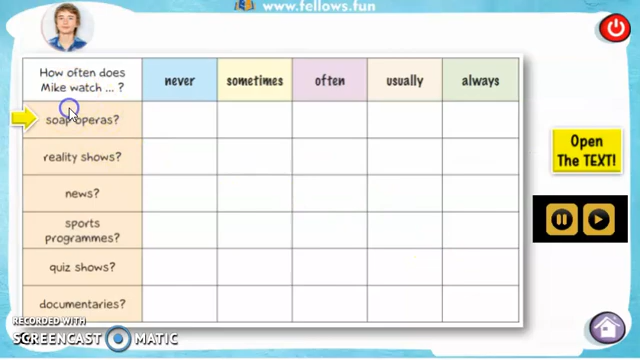 www.fellows.fun
How often does
Mike watch ... ?
never
sometimes
often
usually
always
soap operas?
reality shows?
news?
sports
programmes?
quiz shows?
documentaries?
Open
The TEXT!
RECORDED WITH
SCREENCAST MATIC